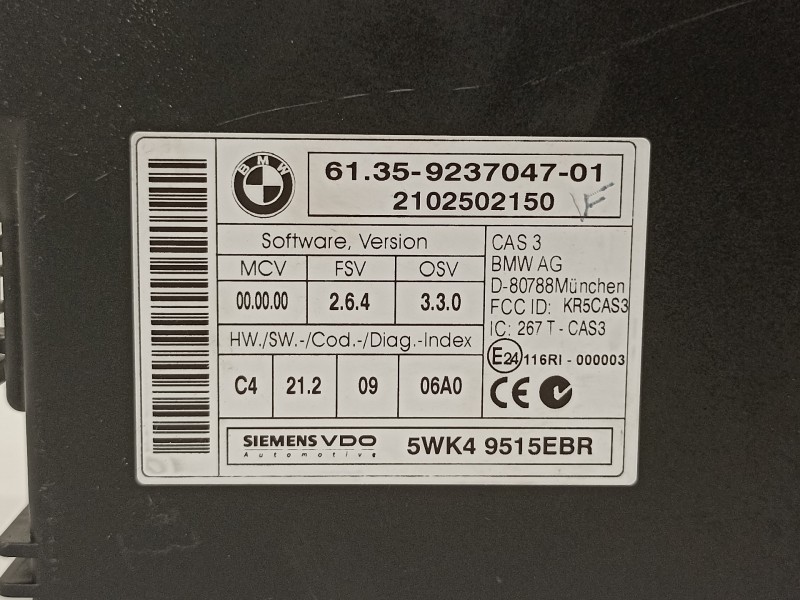 BMW
61.35-9237047-01
2102502150 VF
Software, Version
MCV FSV OSV
00.00.00 2.6.4 3.3.0
HW./SW.-/Cod.-/Diag.-Index
C4 21.2 09 06A0
CAS 3
BMW AG
D-80788München
FCC ID: KR5CAS3
IC: 267 T - CAS3
E24 116RI - 000003
CE
SIEMENS VDO
Automotive
5WK4 9515EBR